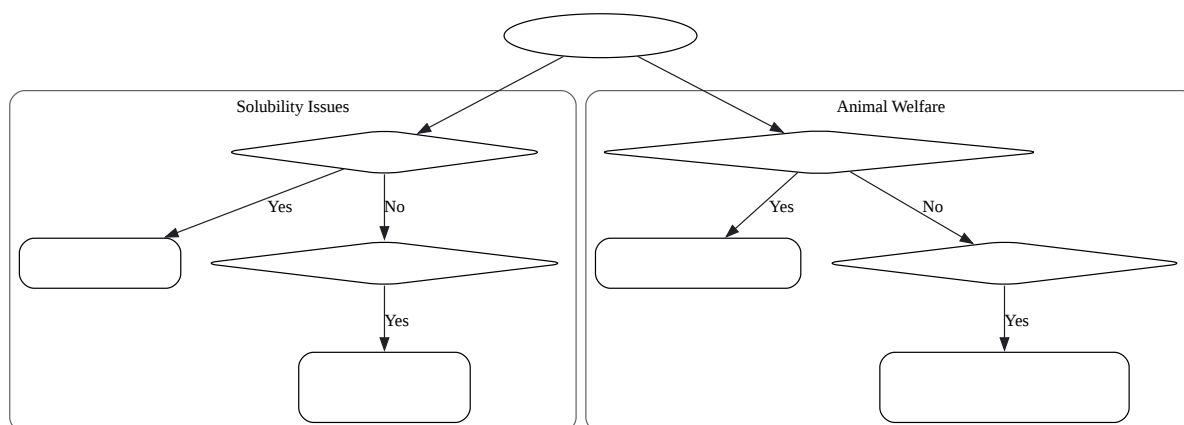 Solubility Issues
Animal Welfare
Yes
No
Yes
No
Yes
Yes